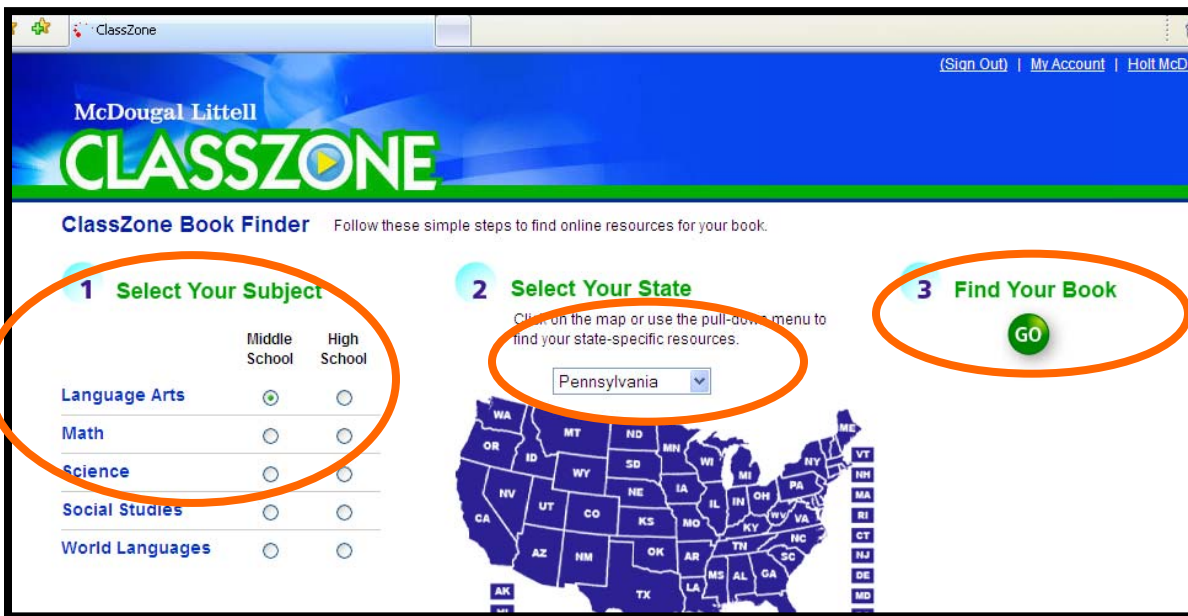 ClassZone
(Sign Out) | My Account | Holt McD
McDougal Littell
CLASSZONE
ClassZone Book Finder Follow these simple steps to find online resources for your book.
1 Select Your Subject
Middle School High School
Language Arts
Math
Science
Social Studies
World Languages
2 Select Your State
Click on the map or use the pull-down menu to
find your state-specific resources.
Pennsylvania
WA MT ND MN ME
OR ID WY SD WI MI NY VT
NH
NV UT CO NE IA IL IN OH PA MA
CA KS MO KY WV VA RI
CT
AZ NM OK AR TN NC NJ
SC
TX LA MS AL GA DE
AK MD
3 Find Your Book
GO